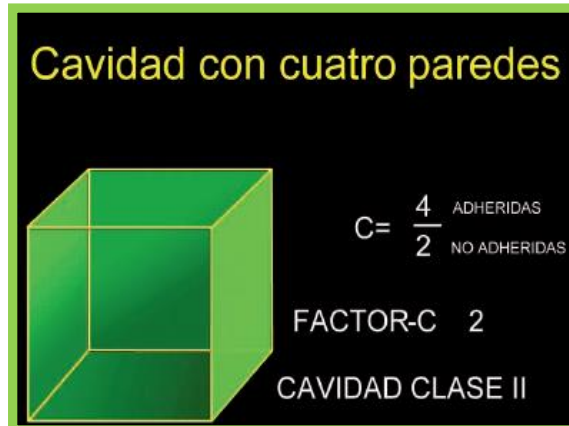 Cavidad con cuatro paredes
C= 4 ADHERIDAS
2 NO ADHERIDAS
FACTOR-C 2
CAVIDAD CLASE II